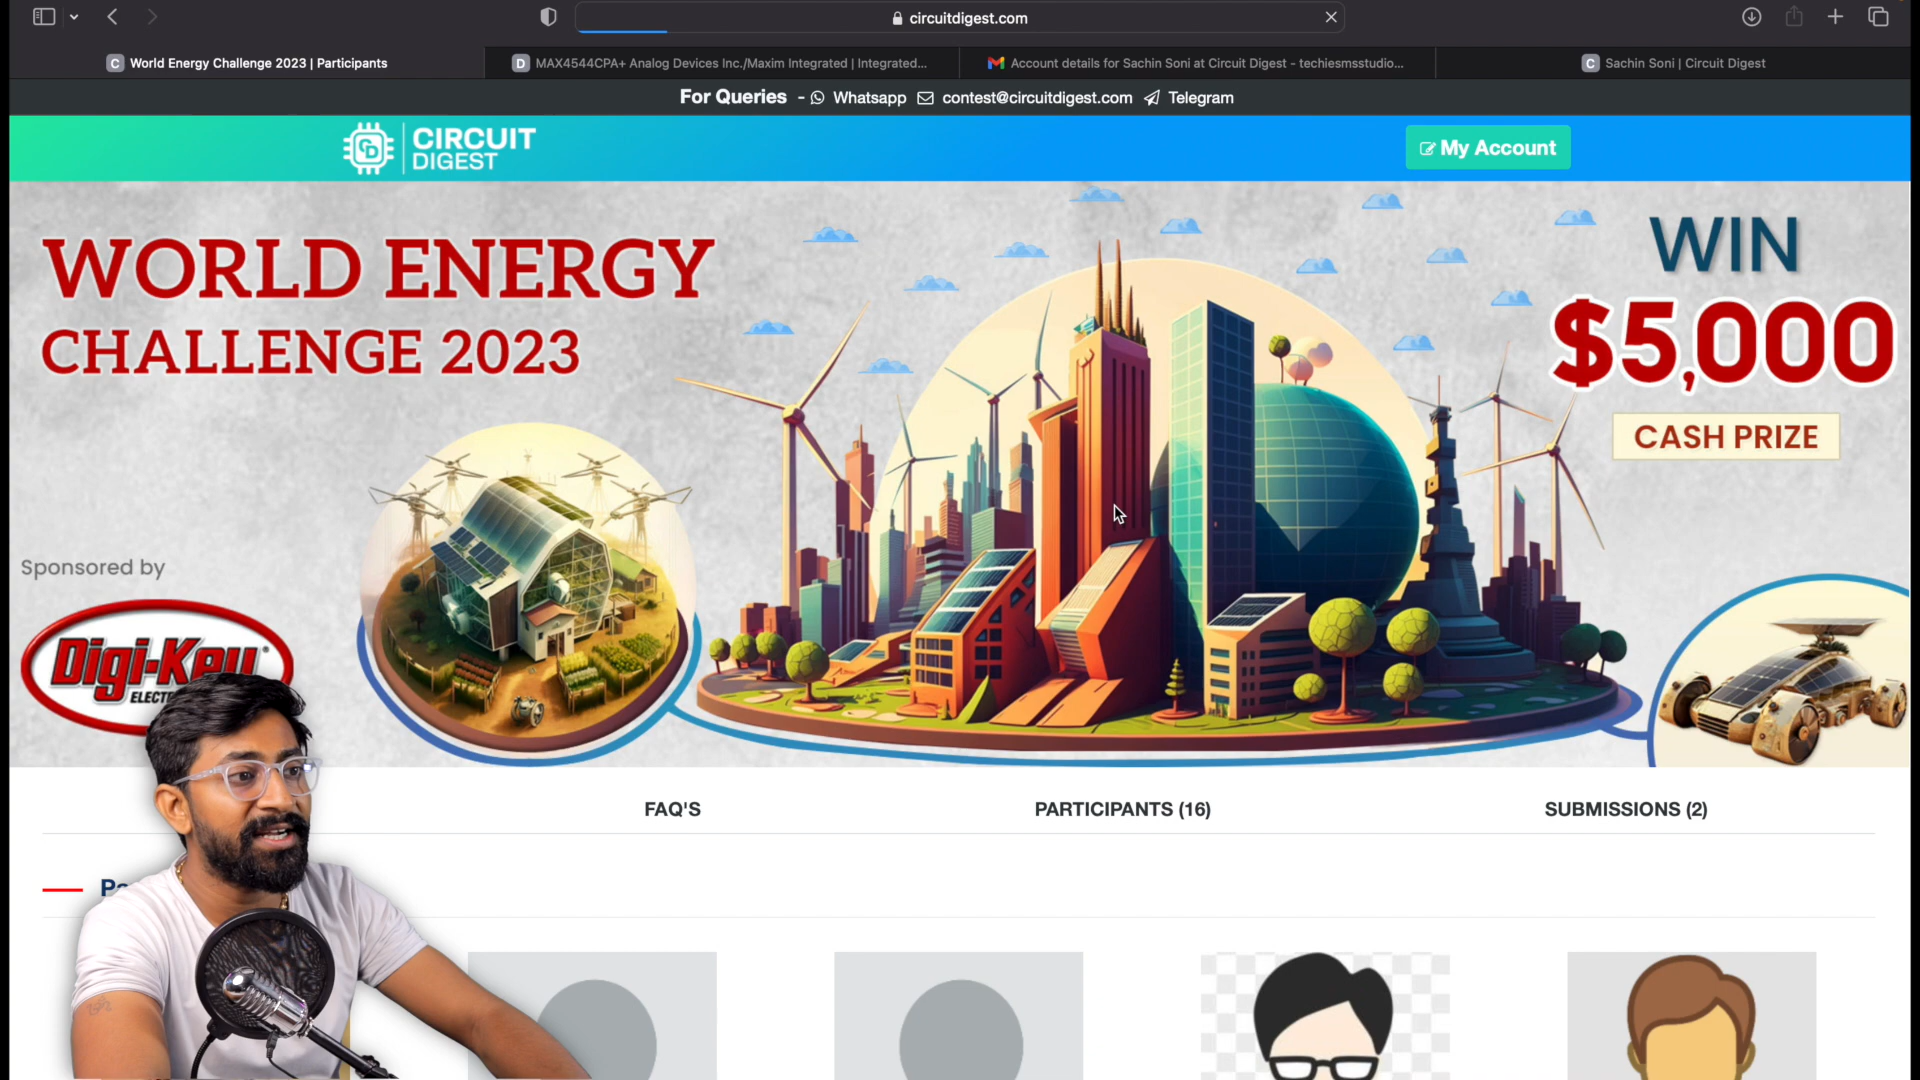 circuitdigest.com
World Energy Challenge 2023 | Participants
MAX4544CPA+ Analog Devices Inc./Maxim Integrated | Integrated...
Account details for Sachin Soni at Circuit Digest - techiesmsstudio...
Sachin Soni | Circuit Digest
For Queries - Whatsapp contest@circuitdigest.com Telegram
CIRCUIT
DIGEST
My Account
WORLD ENERGY
CHALLENGE 2023
WIN
$5,000
CASH PRIZE
Sponsored by
Digi-Key
FAQ'S
PARTICIPANTS (16)
SUBMISSIONS (2)